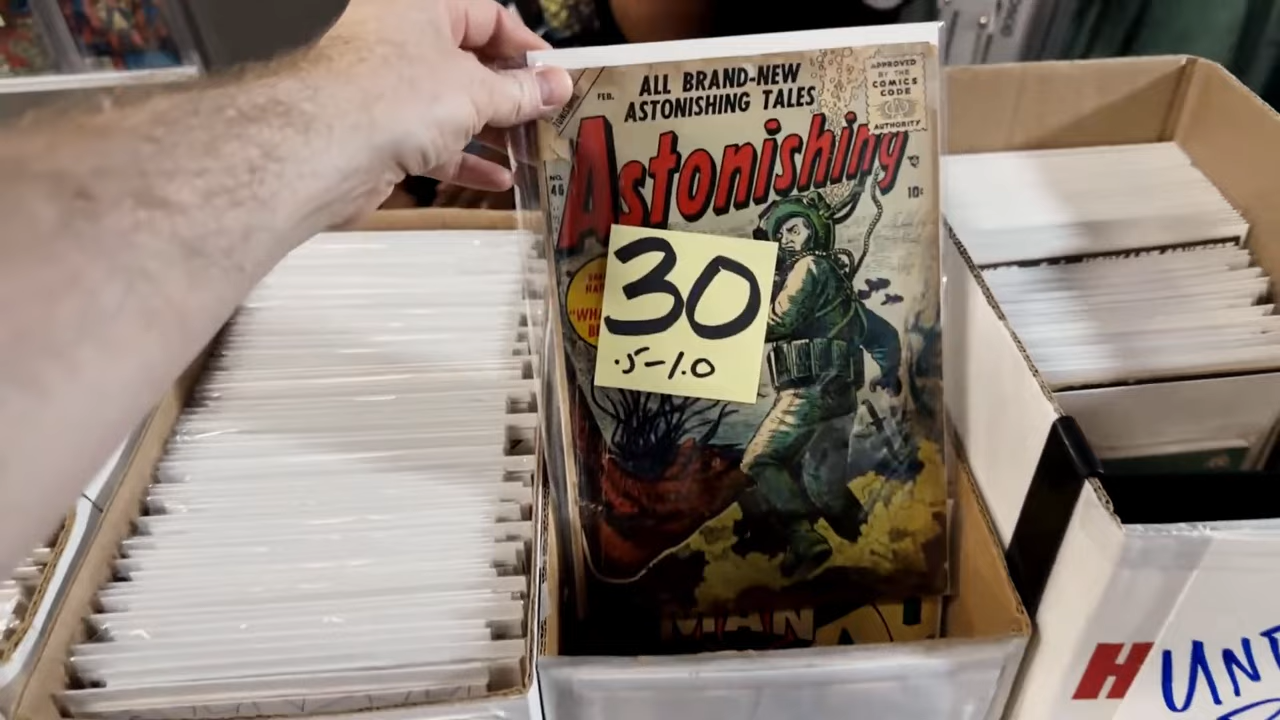 FEB.
ALL BRAND-NEW
ASTONISHING TALES
APPROVED
BY THE
COMICS
CODE
AUTHORITY
Astonishing
NO.
46
10¢
30
.5-1.0
MAN
H UND